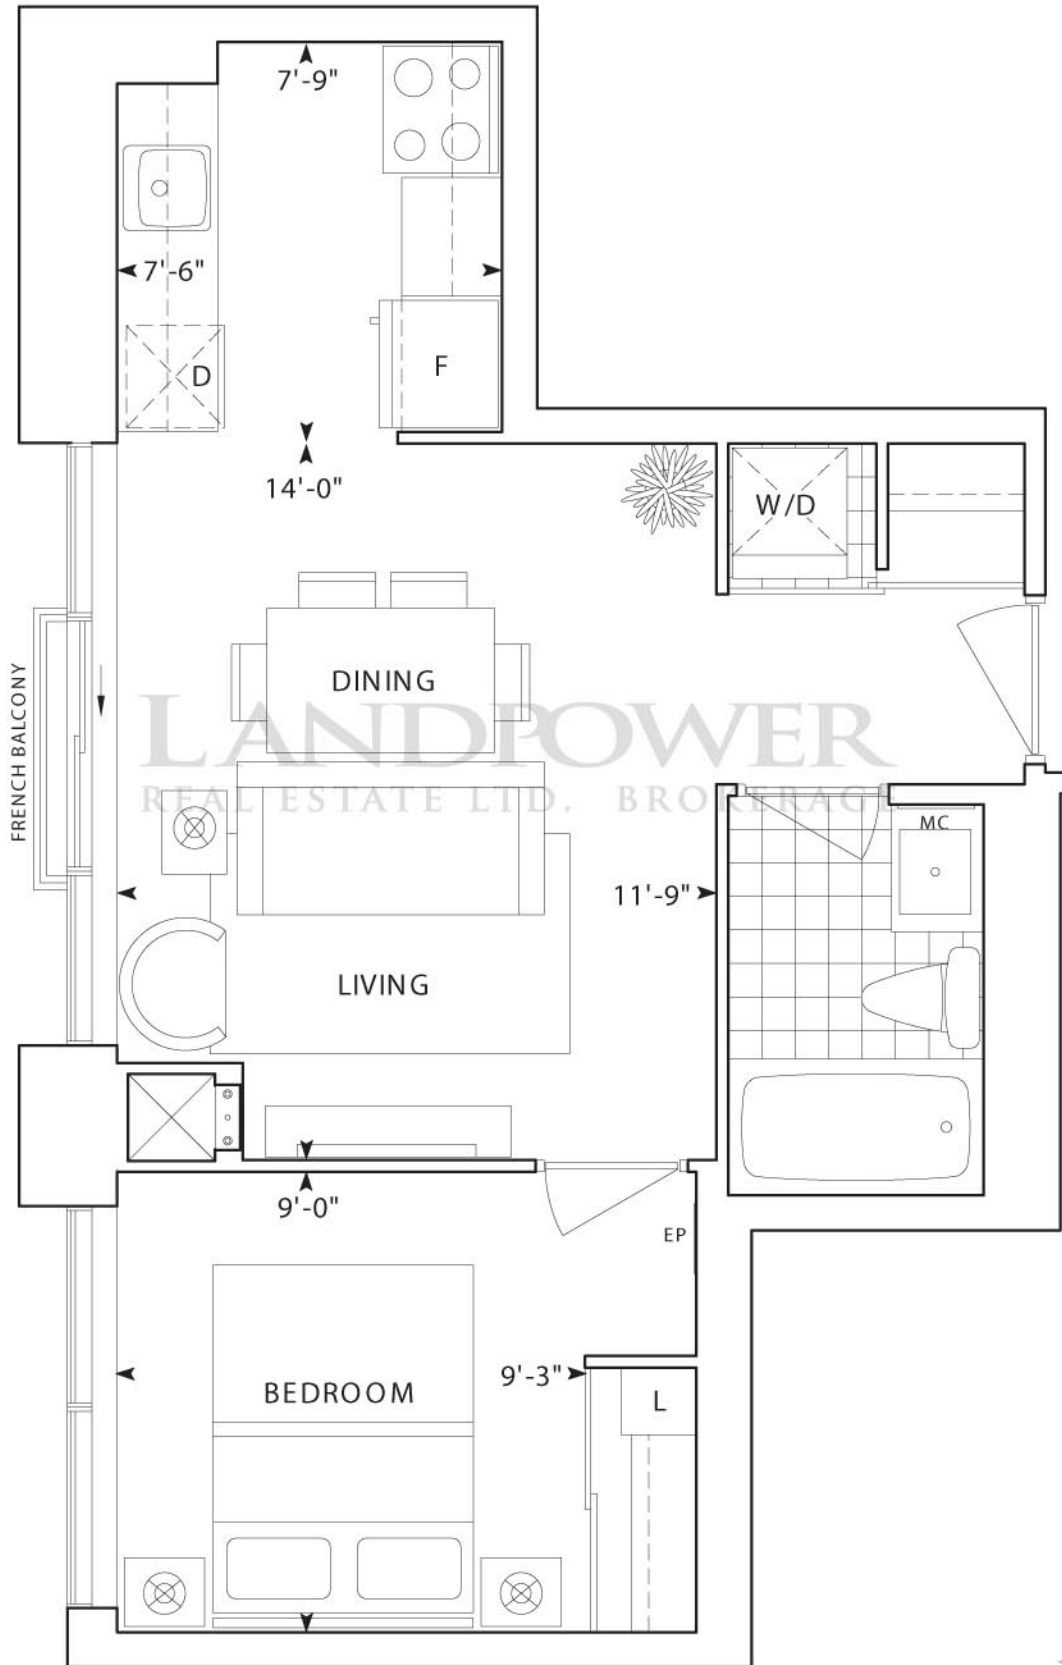 7'-9"
7'-6"
D
F
14'-0"
W/D
DINING
FRENCH BALCONY
LANDPOWER
REAL ESTATE LTD. BROKERAGE
MC
11'-9"
LIVING
9'-0"
EP
9'-3"
BEDROOM
L